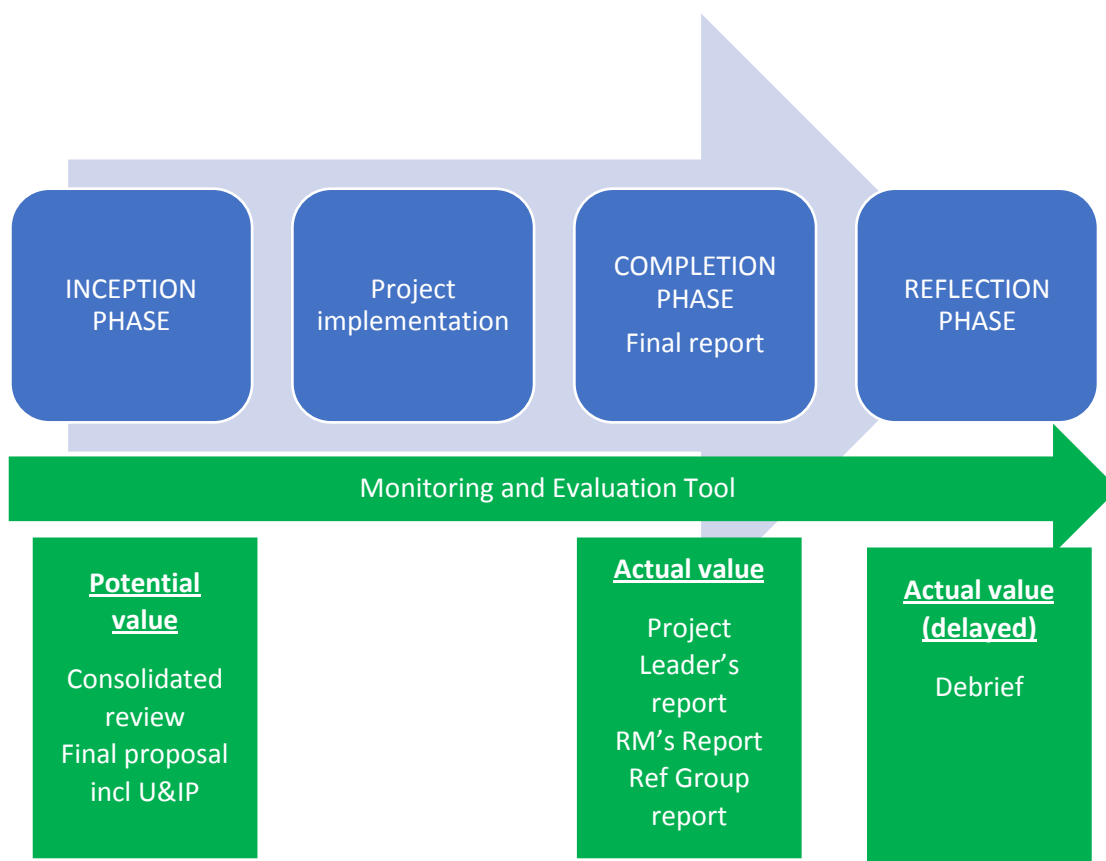 INCEPTION
PHASE
Project
implementation
COMPLETION
PHASE
Final report
REFLECTION
PHASE
Monitoring and Evaluation Tool
Potential
value
Consolidated
review
Final proposal
incl U&IP
Actual value
Project
Leader’s
report
RM’s Report
Ref Group
report
Actual value
(delayed)
Debrief